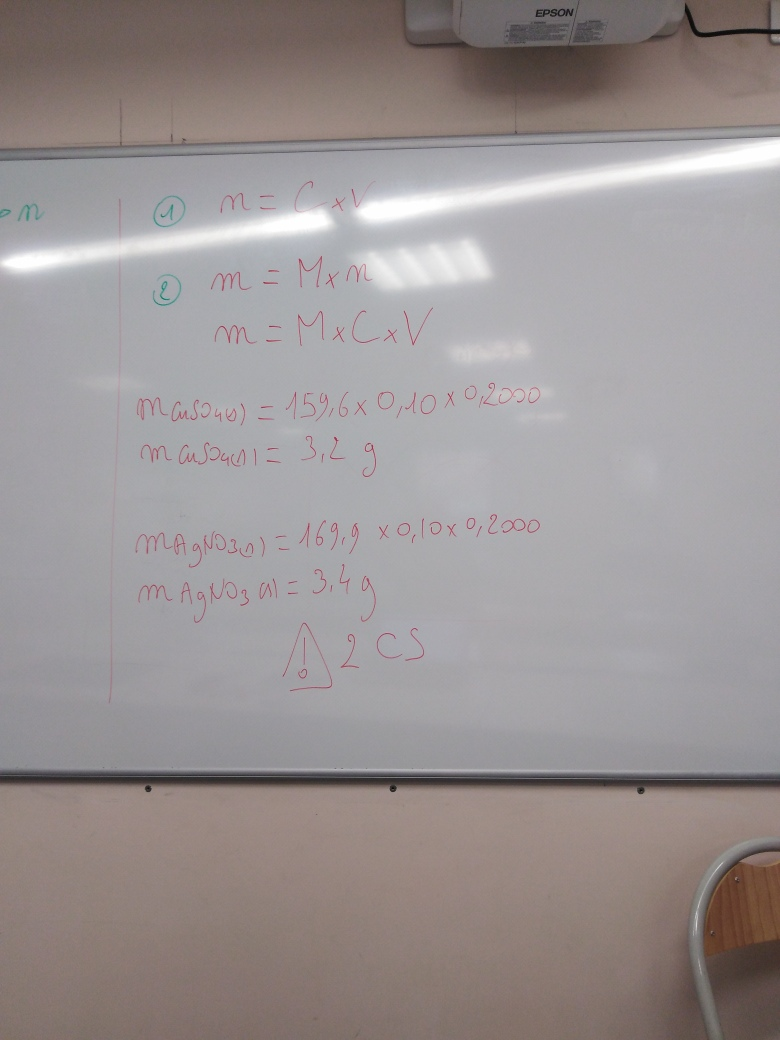 EPSON
n
① n = C x V
② m = M x n
m = M x C x V
m CuSO4(s) = 159,6 x 0,10 x 0,2000
m CuSO4(s) = 3,2 g
m AgNO3(s) = 169,9 x 0,10 x 0,2000
m AgNO3(s) = 3,4 g
⚠ 2 CS